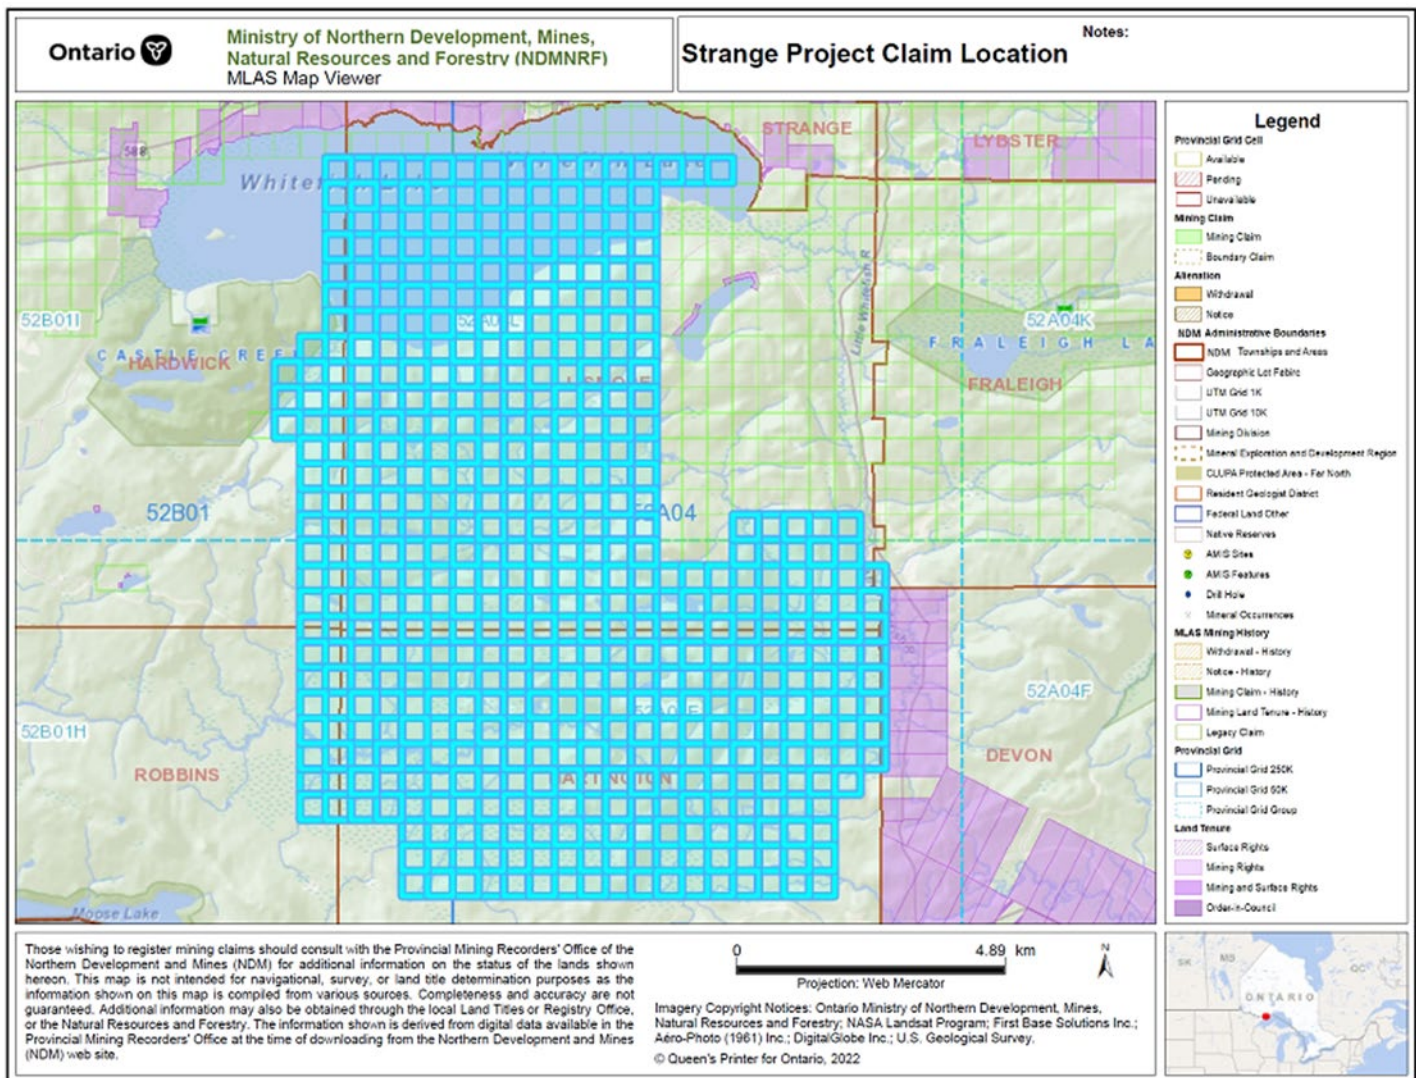 Ontario
Ministry of Northern Development, Mines,
Natural Resources and Forestry (NDMNRF)
MLAS Map Viewer
Strange Project Claim Location
Notes:
STRANGE
LYBSTER
588
Whitefish Lake
52B01I
52A04K
CASTLE CREE
HARDWICK
FRALEIGH LA
FRALEIGH
Little Whitefish R
52B01
52A04
52A04F
52B01H
ROBBINS
DEVON
Moose Lake
Legend
Provincial Grid Cell
Available
Pending
Unavailable
Mining Claim
Mining Claim
Boundary Claim
Alienation
Withdrawal
Notice
NDM Administrative Boundaries
NDM Townships and Areas
Geographic Lot Fabric
UTM Grid 1K
UTM Grid 10K
Mining Division
Mineral Exploration and Development Region
CLUPA Protected Area - Far North
Resident Geologist District
Federal Land Other
Native Reserves
AMIS Sites
AMIS Features
Drill Hole
Mineral Occurrences
MLAS Mining History
Withdrawal - History
Notice - History
Mining Claim - History
Mining Land Tenure - History
Legacy Claim
Provincial Grid
Provincial Grid 250K
Provincial Grid 50K
Provincial Grid Group
Land Tenure
Surface Rights
Mining Rights
Mining and Surface Rights
Order-in-Council
Those wishing to register mining claims should consult with the Provincial Mining Recorders' Office of the
Northern Development and Mines (NDM) for additional information on the status of the lands shown
hereon. This map is not intended for navigational, survey, or land title determination purposes as the
information shown on this map is compiled from various sources. Completeness and accuracy are not
guaranteed. Additional information may also be obtained through the local Land Titles or Registry Office,
or the Natural Resources and Forestry. The information shown is derived from digital data available in the
Provincial Mining Recorders' Office at the time of downloading from the Northern Development and Mines
(NDM) web site.
0 4.89 km
N
Projection: Web Mercator
Imagery Copyright Notices: Ontario Ministry of Northern Development, Mines,
Natural Resources and Forestry; NASA Landsat Program; First Base Solutions Inc.;
Aéro-Photo (1961) Inc.; DigitalGlobe Inc.; U.S. Geological Survey.
© Queen's Printer for Ontario, 2022
SK
MB
QC
ONTARIO